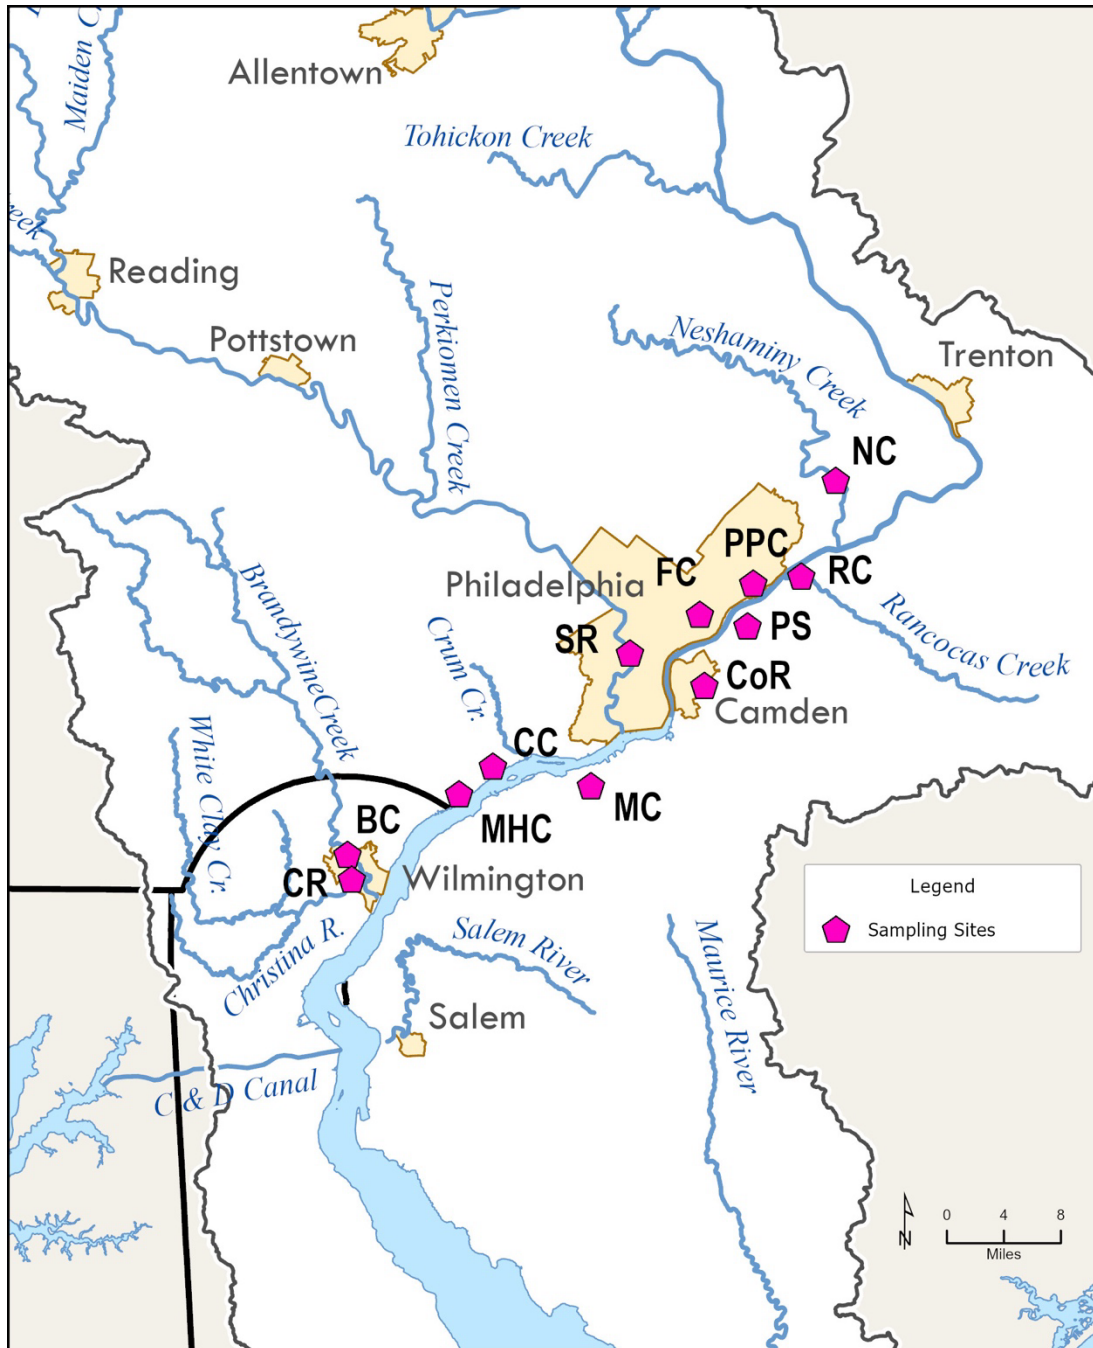 Maiden C
Allentown
Tohickon Creek
reek
Reading
Perkiomen Creek
Pottstown
Neshaminy Creek
Trenton
NC
PPC
FC
RC
Philadelphia
PS
SR
Rancocas Creek
Brandywine Creek
Crum Cr.
CoR
Camden
White Clay Cr.
CC
MC
MHC
BC
CR
Wilmington
Legend
Sampling Sites
Christina R.
Salem River
Maurice River
Salem
C & D Canal
N
0 4 8
Miles